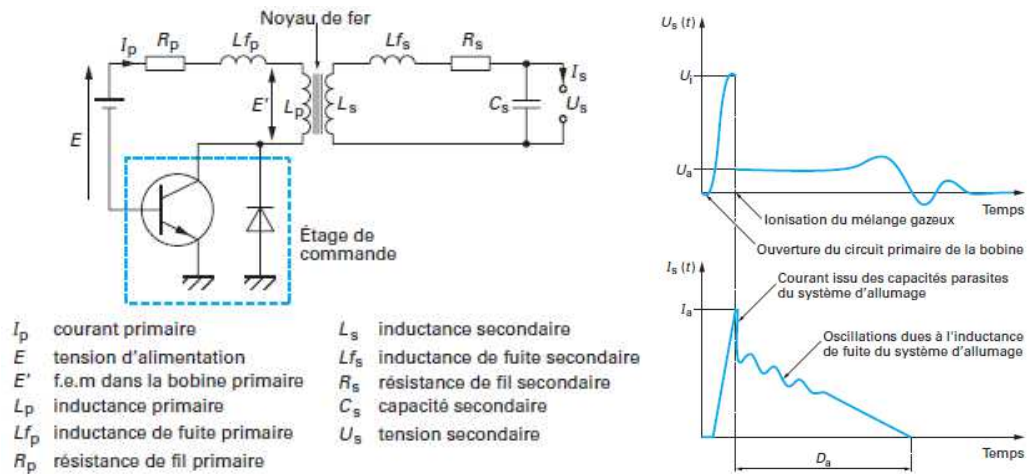 Noyau de fer
Ip Rp Lfp Lfs Rs
Is
E E' Lp Ls Cs Us
Étage de
commande
Ip courant primaire
E tension d'alimentation
E' f.e.m dans la bobine primaire
Lp inductance primaire
Lfp inductance de fuite primaire
Rp résistance de fil primaire
Ls inductance secondaire
Lfs inductance de fuite secondaire
Rs résistance de fil secondaire
Cs capacité secondaire
Us tension secondaire
Us (t)
Ui
Ua
Temps
Ionisation du mélange gazeux
Ouverture du circuit primaire de la bobine
Is (t)
Courant issu des capacités parasites
du système d'allumage
Ia
Oscillations dues à l'inductance
de fuite du système d'allumage
Temps
Da